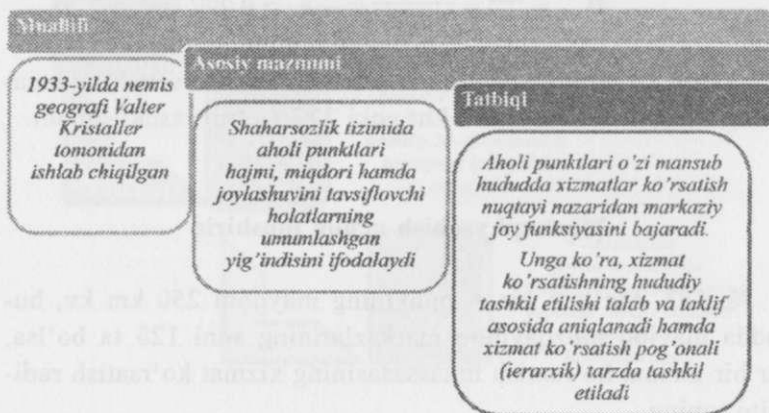 Muallifi
1933-yilda nemis
geografi Valter
Kristaller
tomonidan
ishlab chiqilgan
Asosiy mazmuni
Shaharsozlik tizimida
aholi punktlari
hajmi, miqdori hamda
joylashuvini tavsiflovchi
holatlarning
umumlashgan
yig'indisini ifodalaydi
Tatbiqi
Aholi punktlari o'zi mansub
hududda xizmatlar ko'rsatish
nuqtayi nazaridan markaziy
joy funksiyasini bajaradi.
Unga ko'ra, xizmat
ko'rsatishning hududiy
tashkil etilishi talab va taklif
asosida aniqlanadi hamda
xizmat ko'rsatish pog'onali
(ierarxik) tarzda tashkil
etiladi